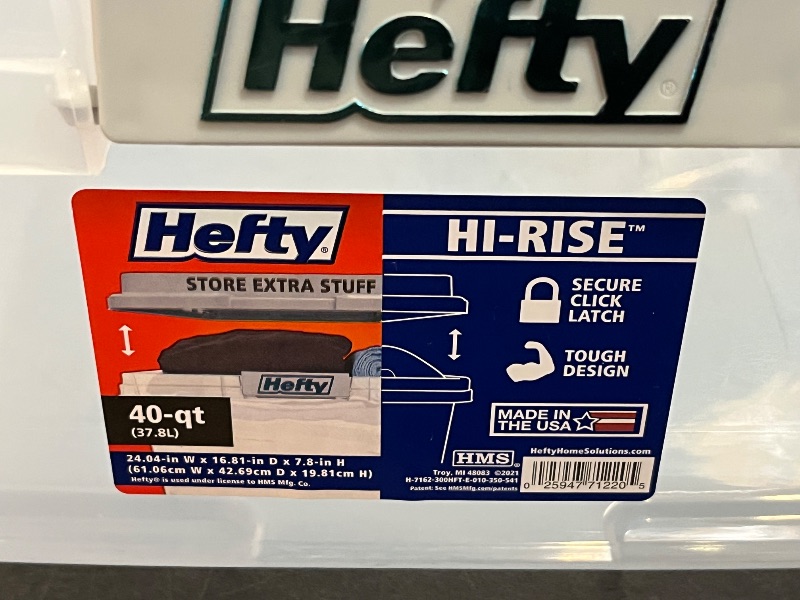 Hefty®
Hefty®
HI-RISE™
STORE EXTRA STUFF
SECURE
CLICK
LATCH
TOUGH
DESIGN
Hefty
40-qt
(37.8L)
MADE IN
THE USA
24.04-in W x 16.81-in D x 7.8-in H
(61.06cm W x 42.69cm D x 19.81cm H)
Hefty® is used under license to HMS Mfg. Co.
HMS®
Troy, MI 48083 ©2021
H-7162-300NFT-E-010-350-541
Patent: See HMSMfg.com/patents
HeftyHomeSolutions.com
0 25947 71220 5